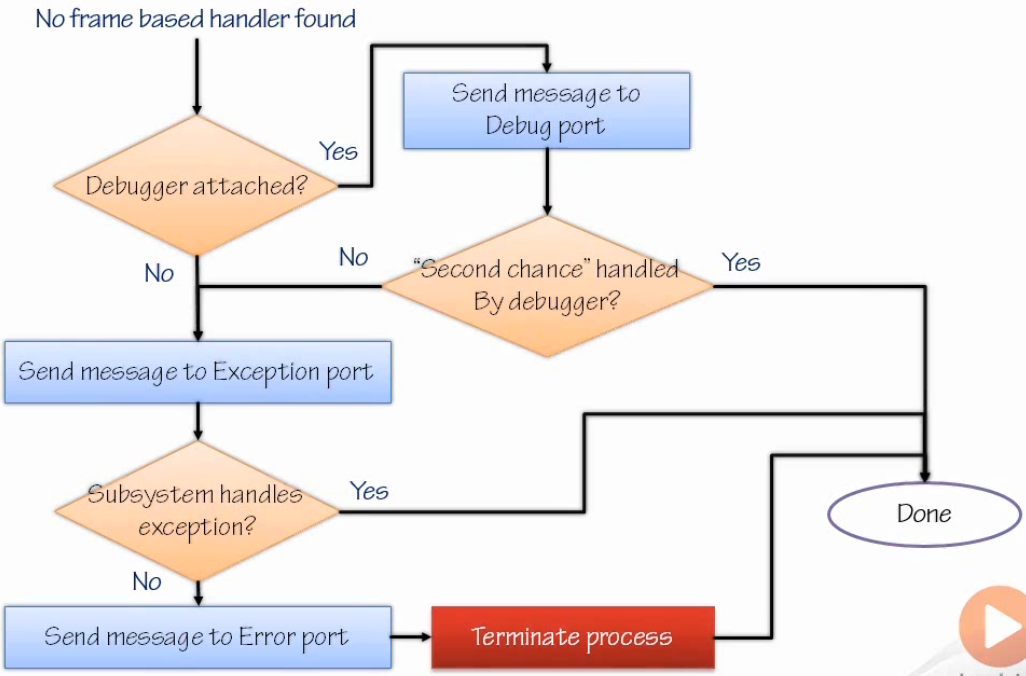 No frame based handler found
Send message to
Debug port
Yes
Debugger attached?
No
No
"Second chance" handled
By debugger?
Yes
Send message to Exception port
Subsystem handles
exception?
Yes
Done
No
Send message to Error port
Terminate process